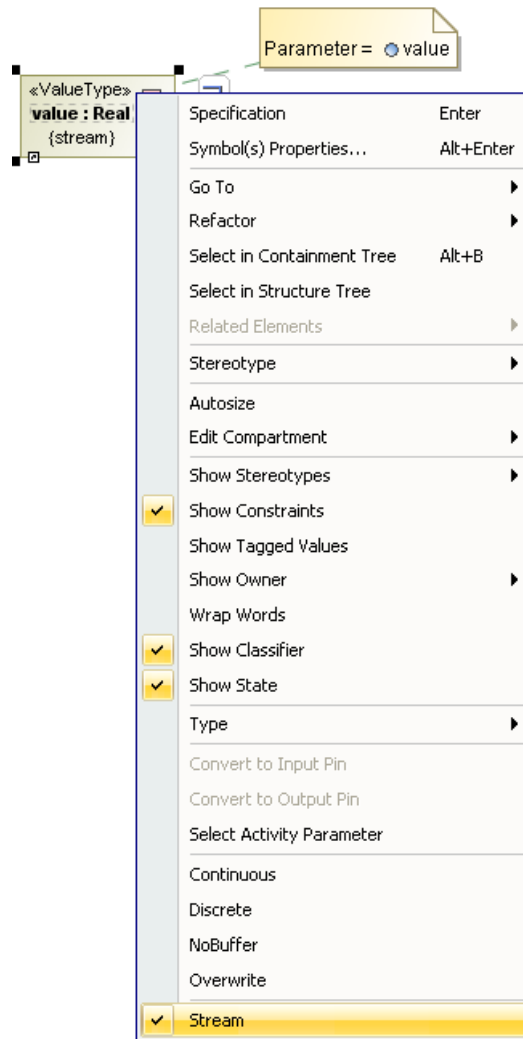 Parameter = value
«ValueType»
value : Real
{stream}
Specification Enter
Symbol(s) Properties... Alt+Enter
Go To
Refactor
Select in Containment Tree Alt+B
Select in Structure Tree
Related Elements
Stereotype
Autosize
Edit Compartment
Show Stereotypes
Show Constraints
Show Tagged Values
Show Owner
Wrap Words
Show Classifier
Show State
Type
Convert to Input Pin
Convert to Output Pin
Select Activity Parameter
Continuous
Discrete
NoBuffer
Overwrite
Stream